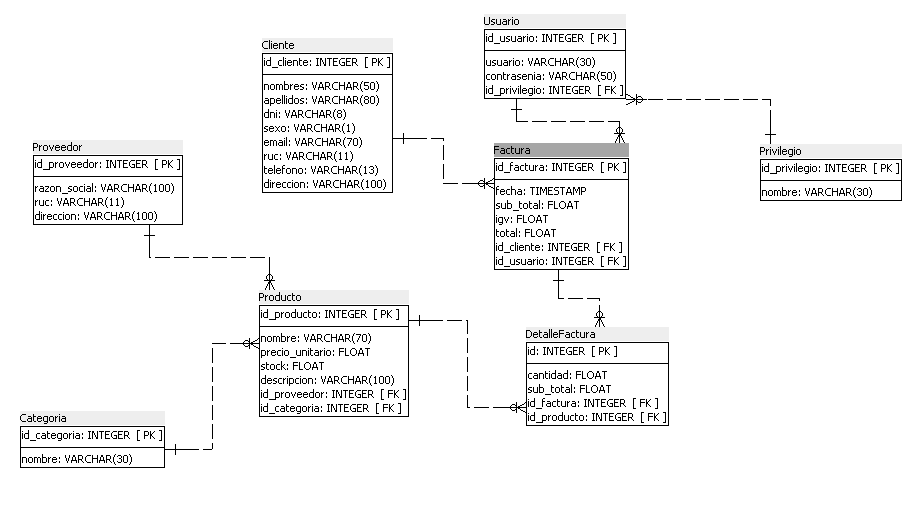 Usuario
id_usuario: INTEGER [ PK ]
usuario: VARCHAR(30)
contrasenia: VARCHAR(50)
id_privilegio: INTEGER [ FK ]
Cliente
id_cliente: INTEGER [ PK ]
nombres: VARCHAR(50)
apellidos: VARCHAR(80)
dni: VARCHAR(8)
sexo: VARCHAR(1)
email: VARCHAR(70)
ruc: VARCHAR(11)
telefono: VARCHAR(13)
direccion: VARCHAR(100)
Proveedor
id_proveedor: INTEGER [ PK ]
razon_social: VARCHAR(100)
ruc: VARCHAR(11)
direccion: VARCHAR(100)
Factura
id_factura: INTEGER [ PK ]
fecha: TIMESTAMP
sub_total: FLOAT
igv: FLOAT
total: FLOAT
id_cliente: INTEGER [ FK ]
id_usuario: INTEGER [ FK ]
Privilegio
id_privilegio: INTEGER [ PK ]
nombre: VARCHAR(30)
Producto
id_producto: INTEGER [ PK ]
nombre: VARCHAR(70)
precio_unitario: FLOAT
stock: FLOAT
descripcion: VARCHAR(100)
id_proveedor: INTEGER [ FK ]
id_categoria: INTEGER [ FK ]
DetalleFactura
id: INTEGER [ PK ]
cantidad: FLOAT
sub_total: FLOAT
id_factura: INTEGER [ FK ]
id_producto: INTEGER [ FK ]
Categoria
id_categoria: INTEGER [ PK ]
nombre: VARCHAR(30)